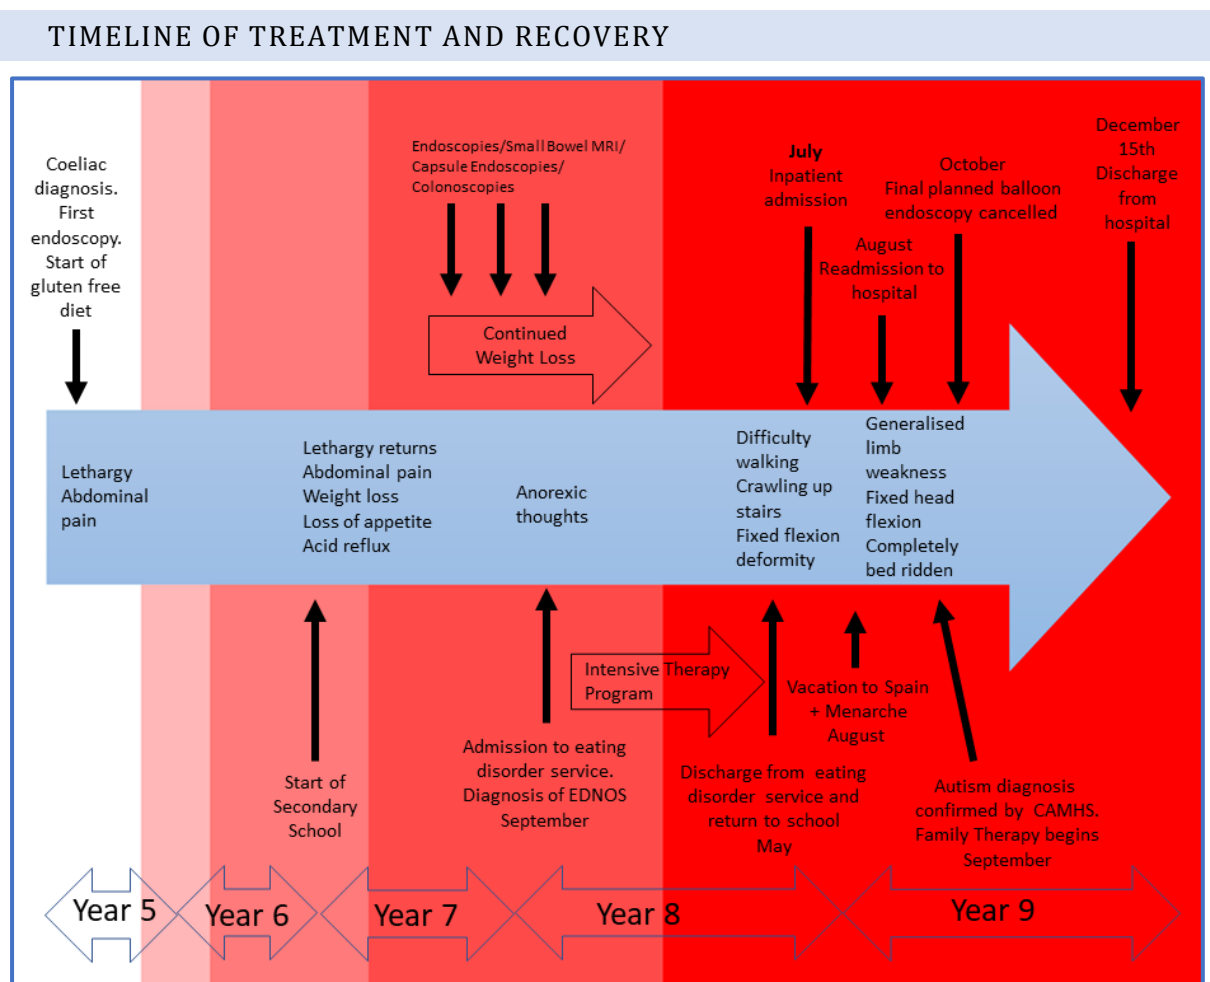 TIMELINE OF TREATMENT AND RECOVERY
Coeliac
diagnosis.
First
endoscopy.
Start of
gluten free
diet
Endoscopies/Small Bowel MRI/
Capsule Endoscopies/
Colonoscopies
Continued
Weight Loss
July
Inpatient
admission
August
Readmission to
hospital
October
Final planned balloon
endoscopy cancelled
December
15th
Discharge
from
hospital
Lethargy
Abdominal
pain
Lethargy returns
Abdominal pain
Weight loss
Loss of appetite
Acid reflux
Anorexic
thoughts
Difficulty
walking
Crawling up
stairs
Fixed flexion
deformity
Generalised
limb
weakness
Fixed head
flexion
Completely
bed ridden
Start of
Secondary
School
Admission to eating
disorder service.
Diagnosis of EDNOS
September
Intensive Therapy
Program
Discharge from eating
disorder service and
return to school
May
Vacation to Spain
+ Menarche
August
Autism diagnosis
confirmed by CAMHS.
Family Therapy begins
September
Year 5
Year 6
Year 7
Year 8
Year 9